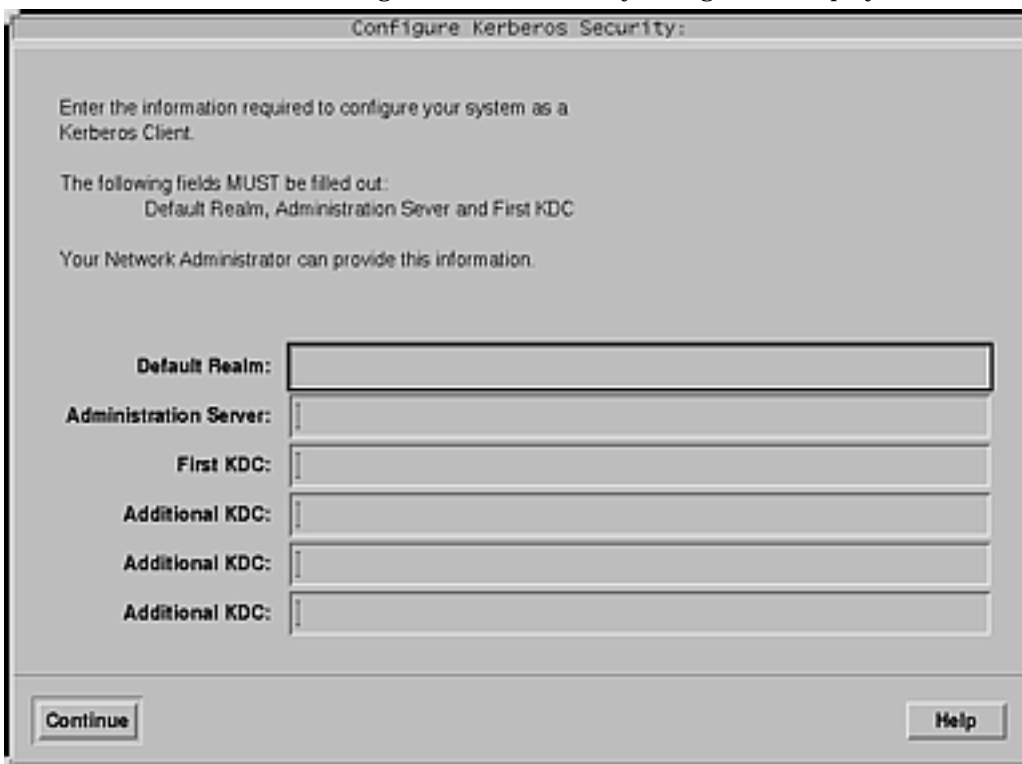 Configure Kerberos Security:
Enter the information required to configure your system as a
Kerberos Client.
The following fields MUST be filled out:
Default Realm, Administration Sever and First KDC
Your Network Administrator can provide this information.
Default Realm:
Administration Server:
First KDC:
Additional KDC:
Additional KDC:
Additional KDC:
Continue
Help